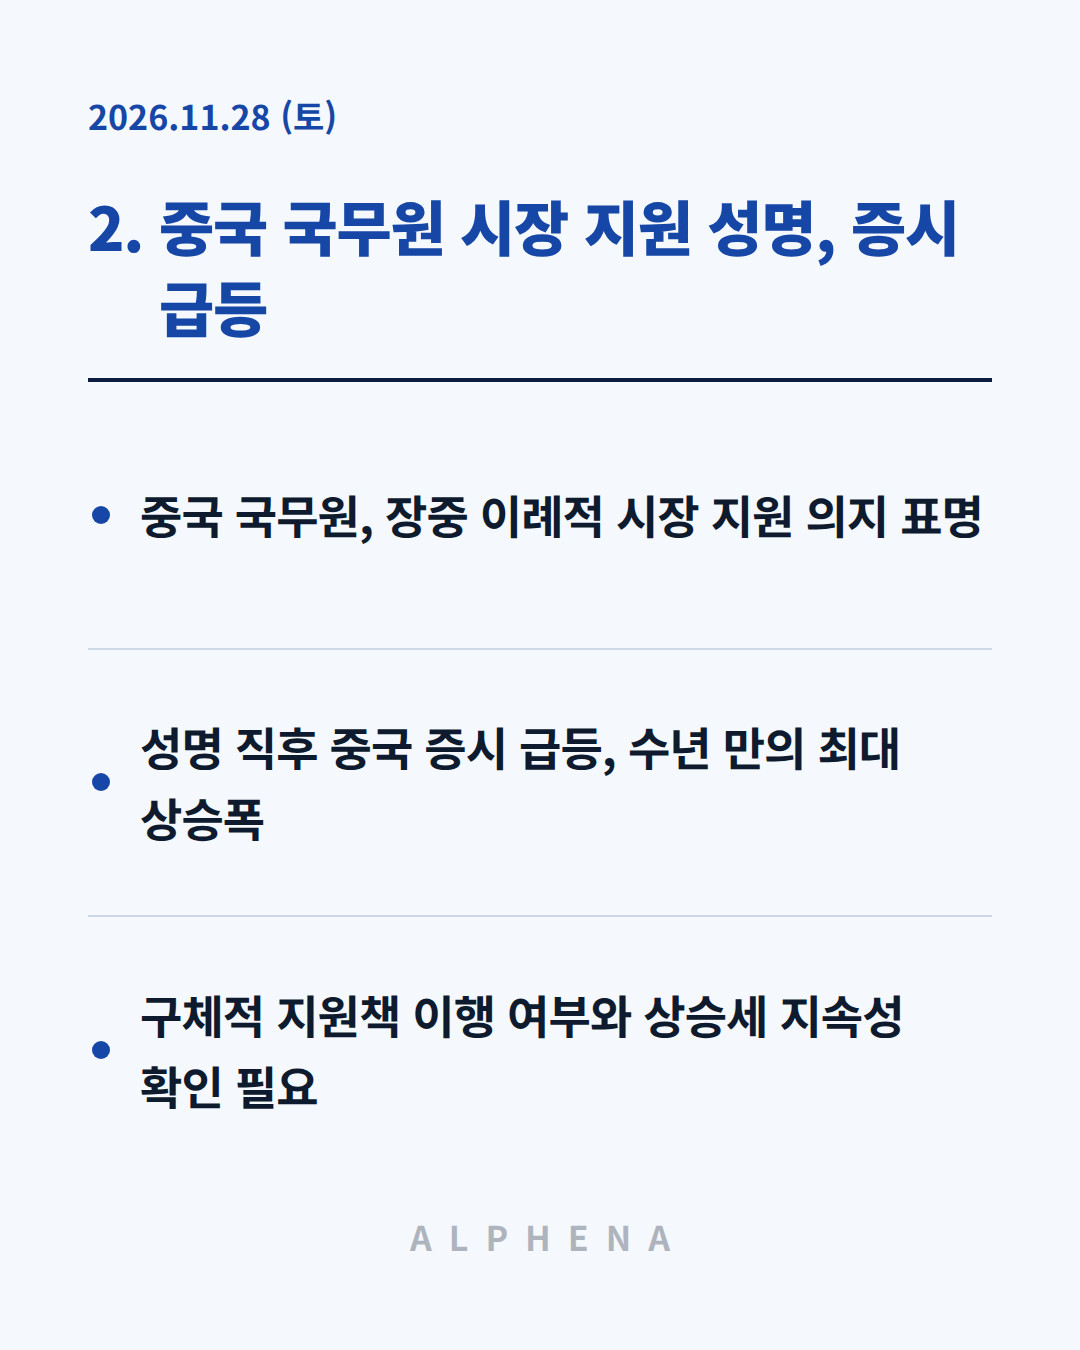 2026.11.28 (토)
2. 중국 국무원 시장 지원 성명, 증시
급등
중국 국무원, 장중 이례적 시장 지원 의지 표명
성명 직후 중국 증시 급등, 수년 만의 최대
상승폭
구체적 지원책 이행 여부와 상승세 지속성
확인 필요
ALPHENA